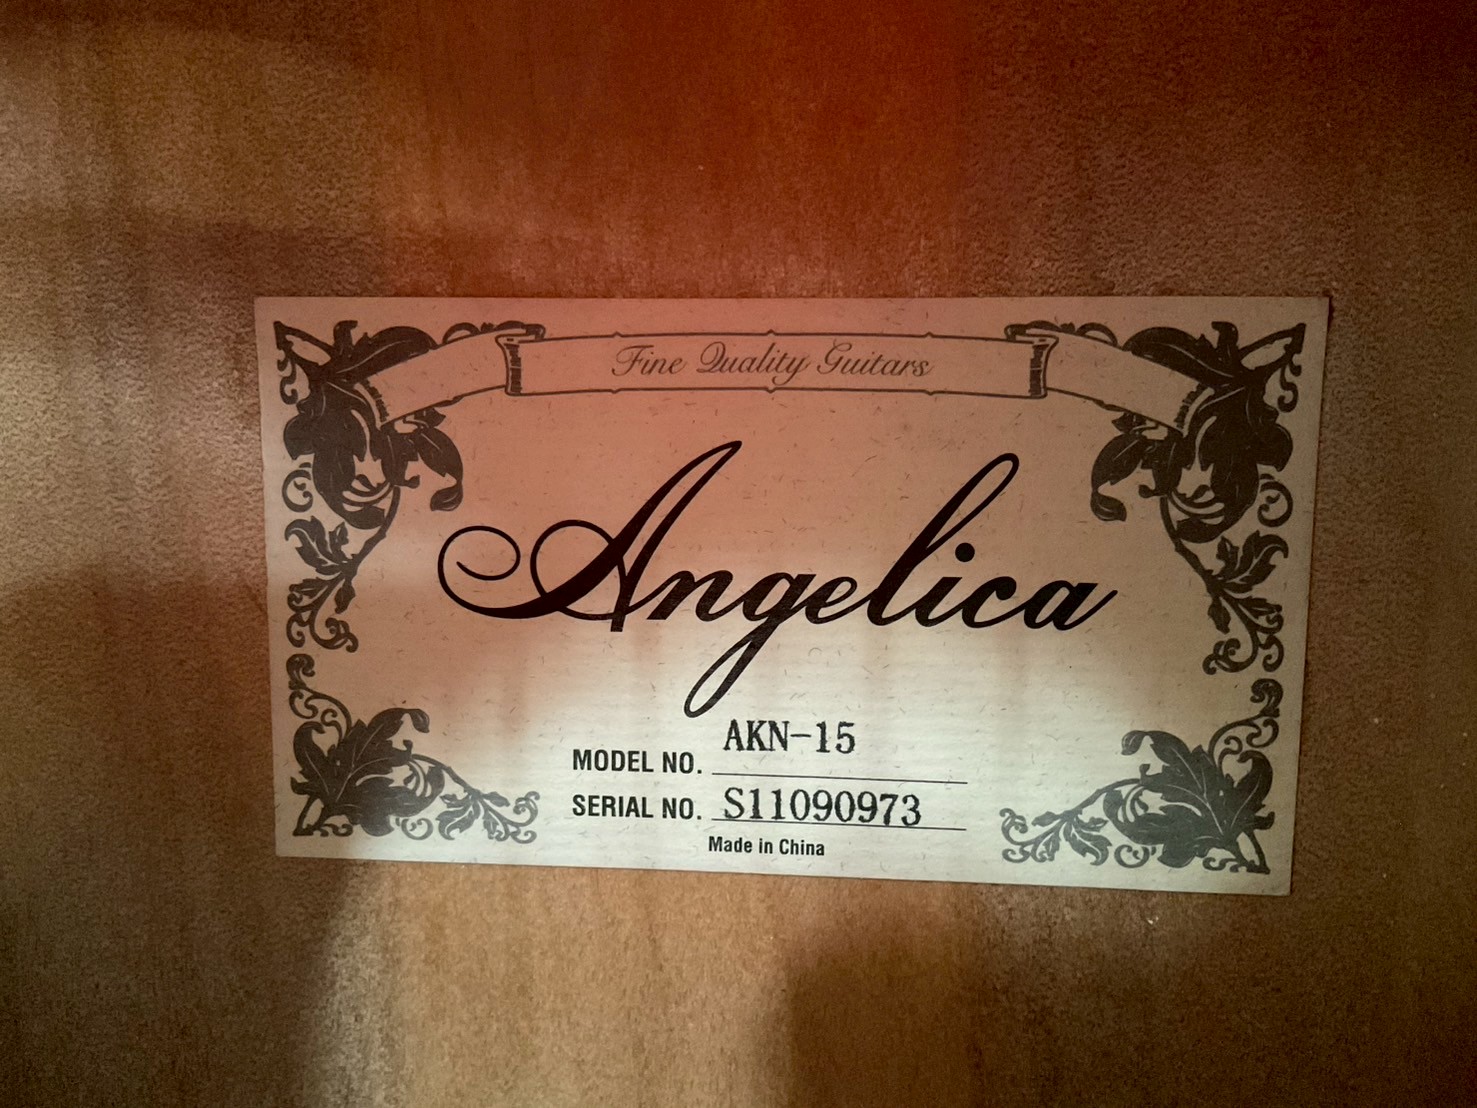 Fine Quality Guitars
Angelica
MODEL NO. AKN-15
SERIAL NO. S11090973
Made in China